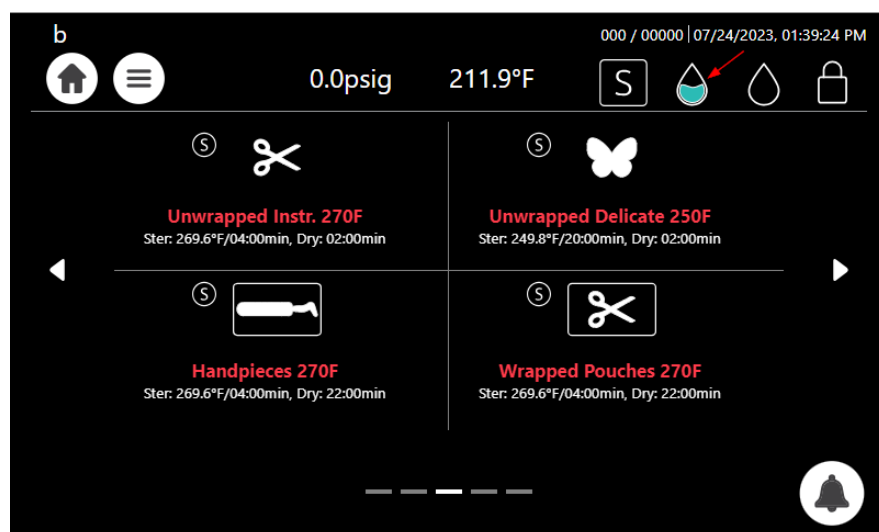 b
000 / 00000 | 07/24/2023, 01:39:24 PM
0.0psig 211.9°F S
S
Unwrapped Instr. 270F
Ster: 269.6°F/04:00min, Dry: 02:00min
S
Unwrapped Delicate 250F
Ster: 249.8°F/20:00min, Dry: 02:00min
S
Handpieces 270F
Ster: 269.6°F/04:00min, Dry: 22:00min
S
Wrapped Pouches 270F
Ster: 269.6°F/04:00min, Dry: 22:00min